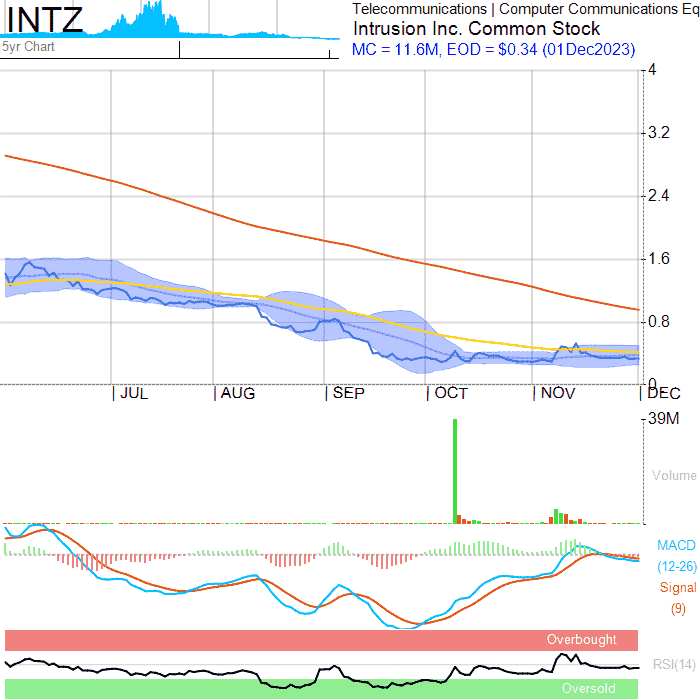 INTZ
5yr Chart
Telecommunications | Computer Communications Eq
Intrusion Inc. Common Stock
MC = 11.6M, EOD = $0.34 (01Dec2023)
4
3.2
2.4
1.6
0.8
0
JUL AUG SEP OCT NOV DEC
39M
Volume
MACD
(12-26)
Signal
(9)
Overbought
RSI(14)
Oversold